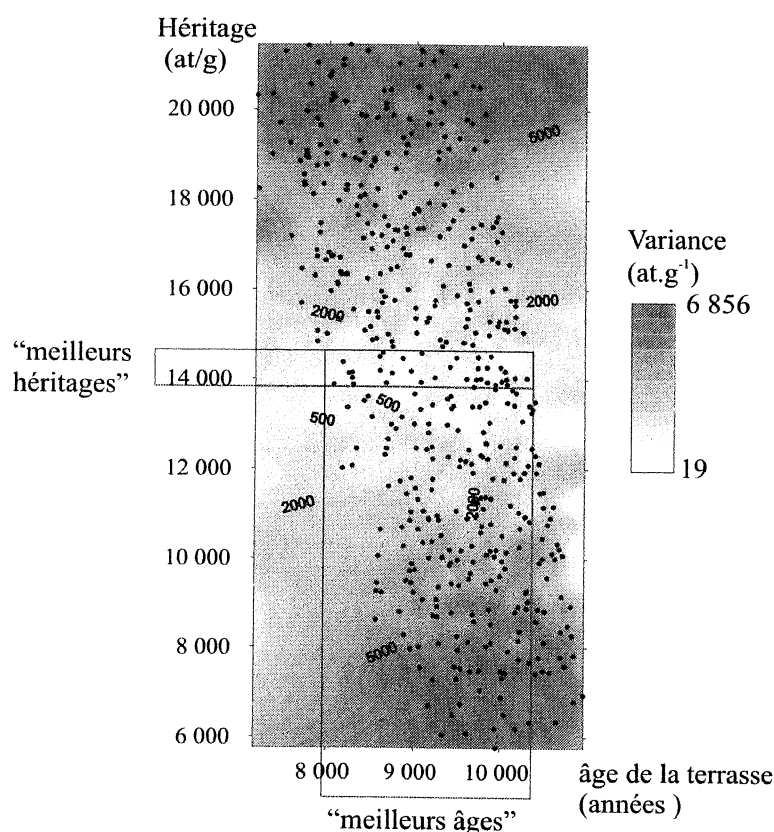 Héritage
(at/g)
20 000
5000
18 000
Variance
(at.g⁻¹)
16 000
2000
2000
6 856
“meilleurs
héritages”
14 000
500
500
19
12 000
2000
2000
10 000
8 000
5000
6 000
8 000 9 000 10 000
âge de la terrasse
(années )
“meilleurs âges”